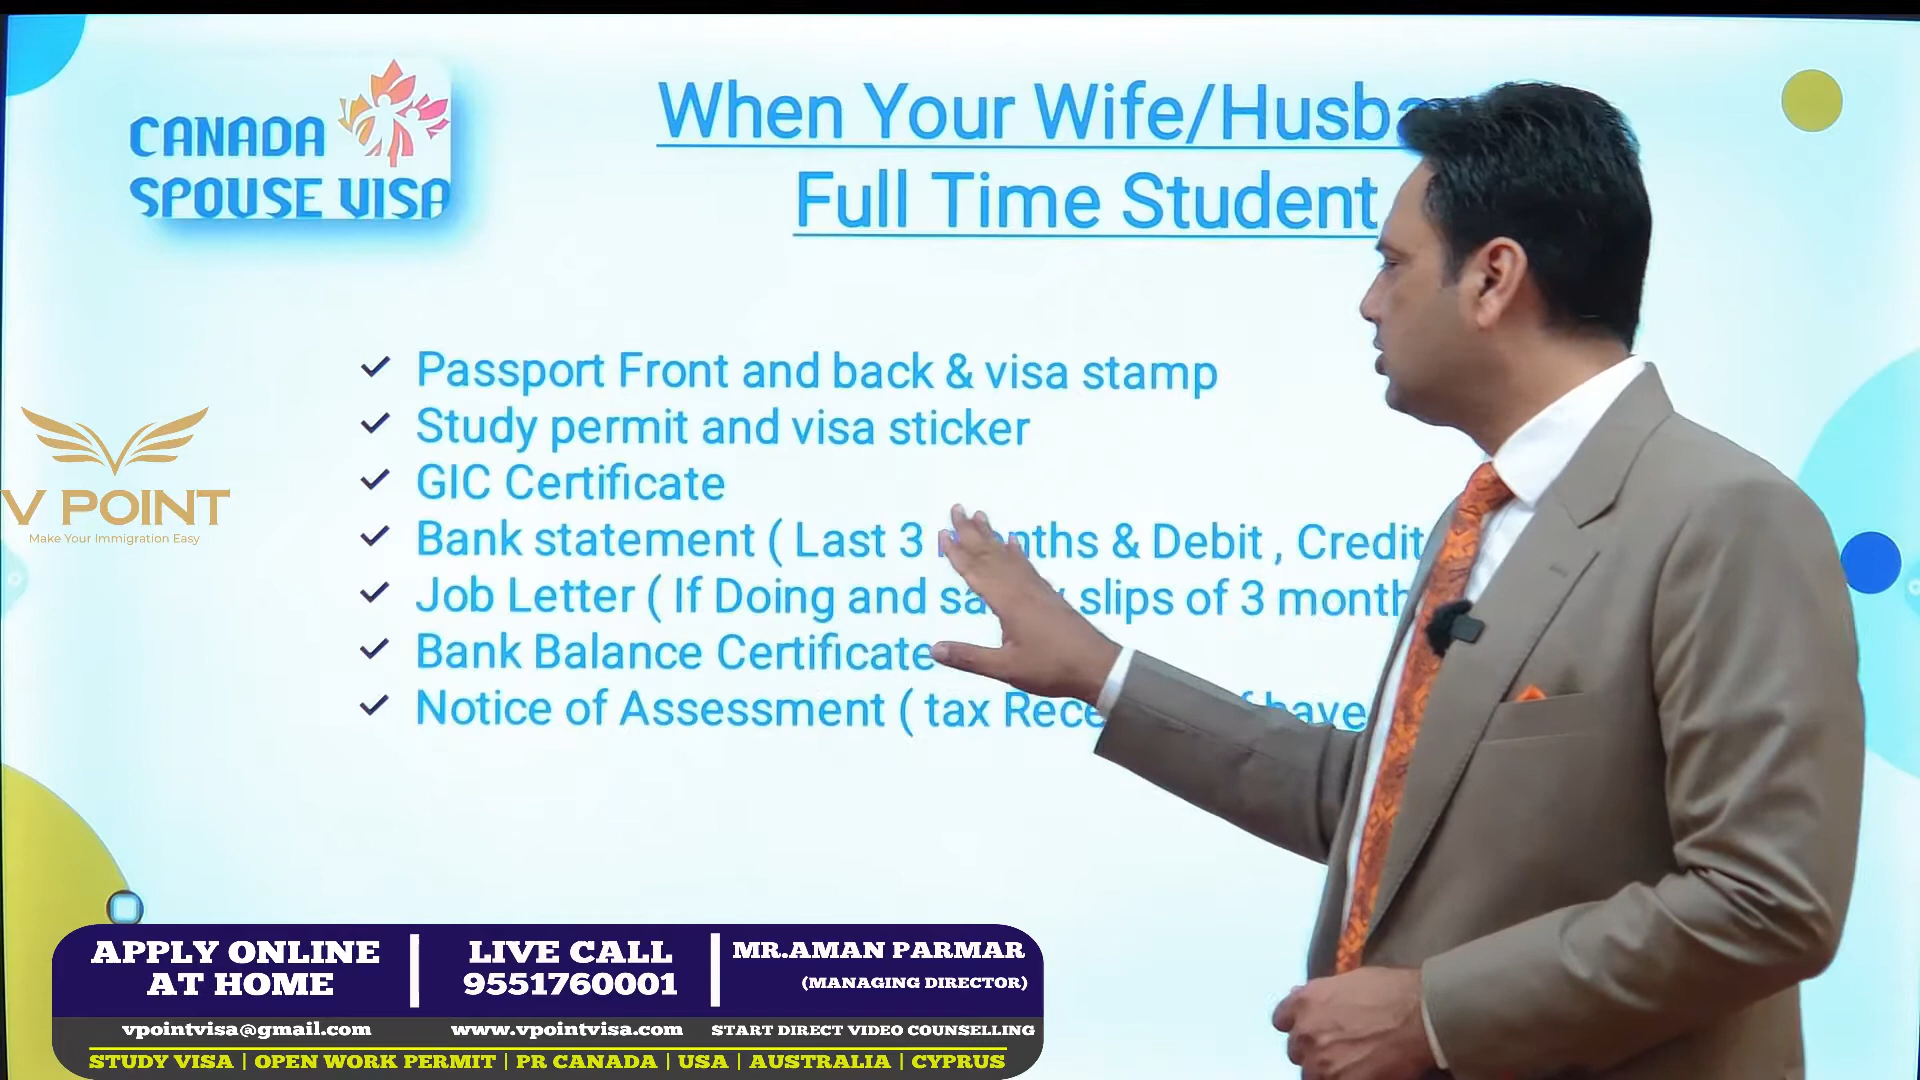 CANADA
SPOUSE VISA
When Your Wife/Husba
Full Time Student
Passport Front and back & visa stamp
Study permit and visa sticker
GIC Certificate
Bank statement ( Last 3 months & Debit , Credit
Job Letter ( If Doing and salary slips of 3 month
Bank Balance Certificate
Notice of Assessment ( tax have
V POINT
Make Your Immigration Easy
APPLY ONLINE
AT HOME
LIVE CALL
9551760001
MR.AMAN PARMAR
(MANAGING DIRECTOR)
vpointvisa@gmail.com
www.vpointvisa.com
START DIRECT VIDEO COUNSELLING
STUDY VISA | OPEN WORK PERMIT | PR CANADA | USA | AUSTRALIA | CYPRUS